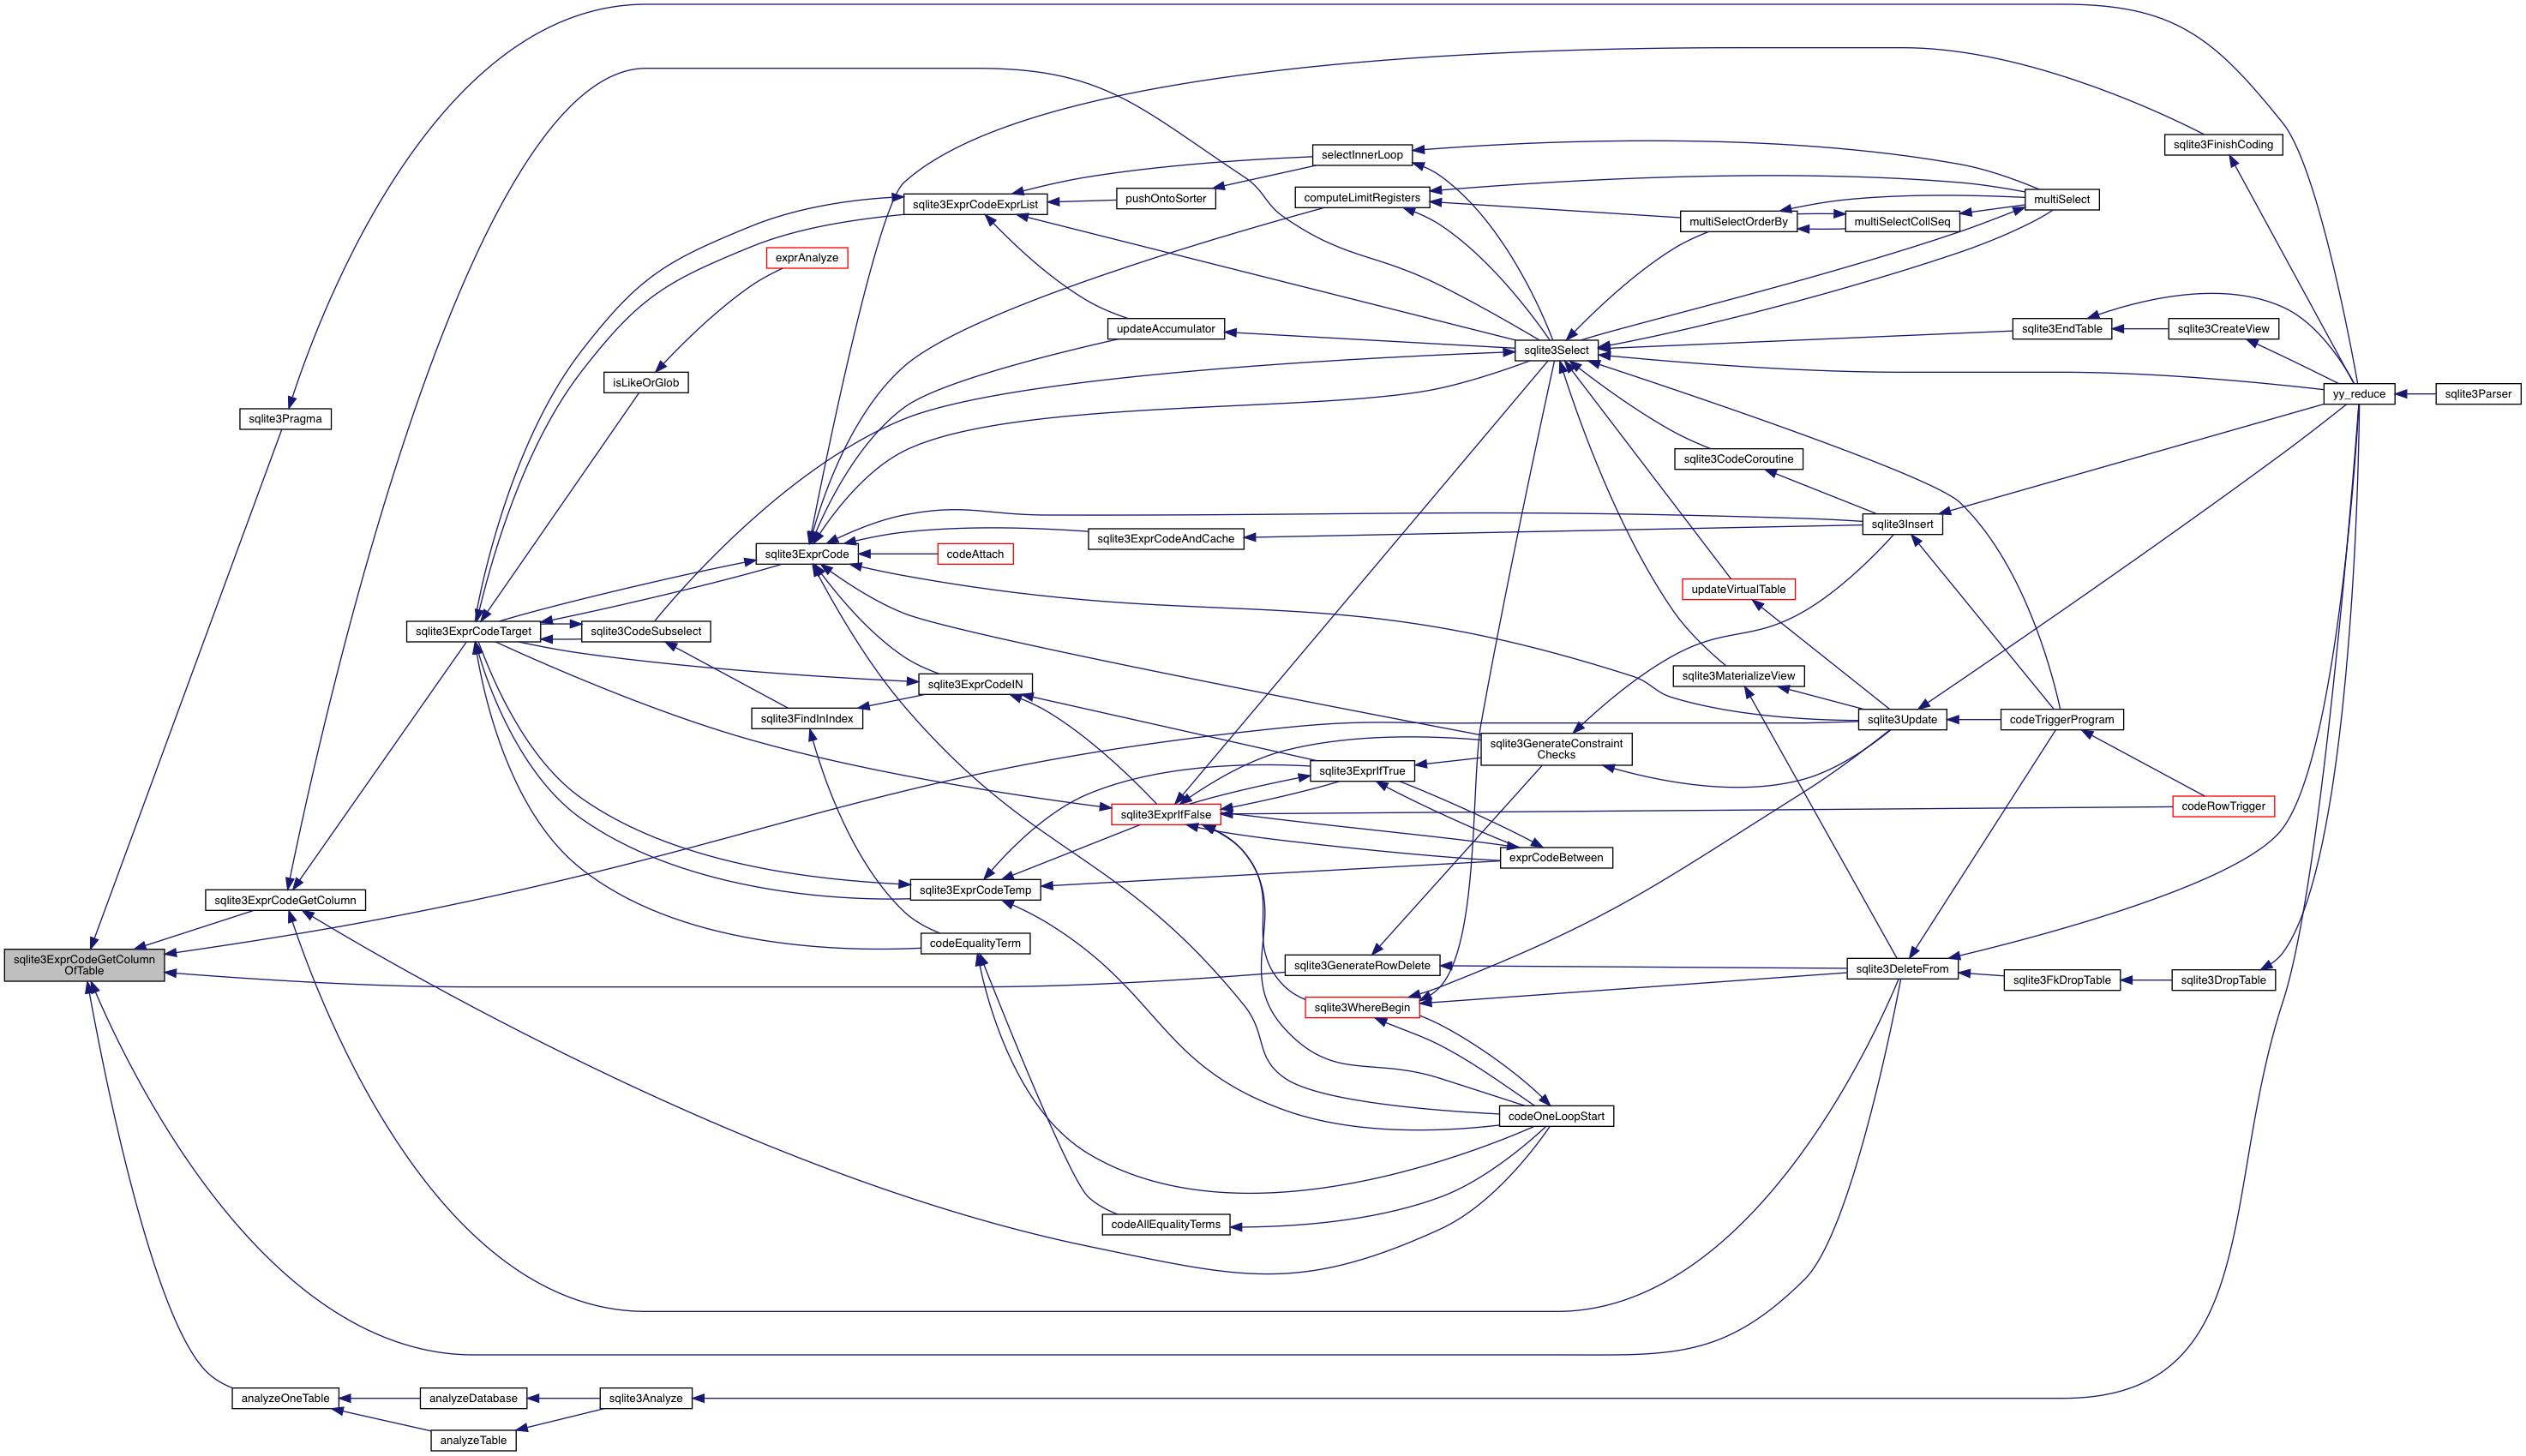 sqlite3FinishCoding
selectInnerLoop
pushOntoSorter
computeLimitRegisters
multiSelect
sqlite3ExprCodeExprList
multiSelectOrderBy
multiSelectCollSeq
exprAnalyze
updateAccumulator
sqlite3EndTable
sqlite3CreateView
sqlite3Select
isLikeOrGlob
yy_reduce
sqlite3Parser
sqlite3Pragma
sqlite3CodeCoroutine
sqlite3Insert
sqlite3ExprCodeAndCache
sqlite3ExprCode
codeAttach
updateVirtualTable
sqlite3ExprCodeTarget
sqlite3CodeSubselect
sqlite3MaterializeView
sqlite3ExprCodeIN
sqlite3FindInIndex
sqlite3Update
codeTriggerProgram
sqlite3GenerateConstraint
Checks
sqlite3ExprIfTrue
sqlite3ExprIfFalse
codeRowTrigger
exprCodeBetween
sqlite3ExprCodeTemp
sqlite3ExprCodeGetColumn
codeEqualityTerm
sqlite3ExprCodeGetColumn
OfTable
sqlite3GenerateRowDelete
sqlite3DeleteFrom
sqlite3FkDropTable
sqlite3DropTable
sqlite3WhereBegin
codeOneLoopStart
codeAllEqualityTerms
analyzeOneTable
analyzeDatabase
sqlite3Analyze
analyzeTable